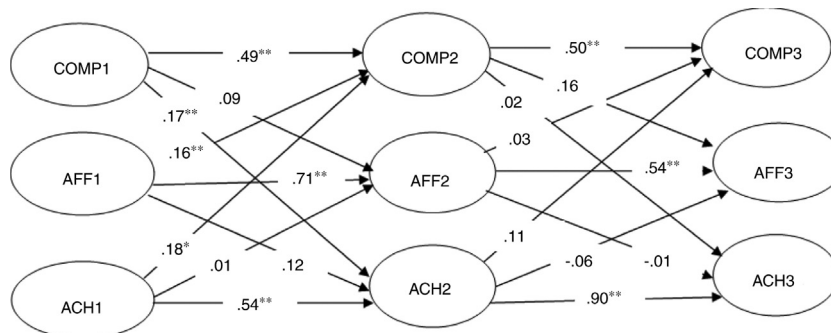 COMP1
.49**
COMP2
.50**
COMP3
.17**
.09
.02
.16
.16**
.03
AFF1
.71**
AFF2
.54**
AFF3
.18*
.01
.12
.11
-.06
-.01
ACH1
.54**
ACH2
.90**
ACH3